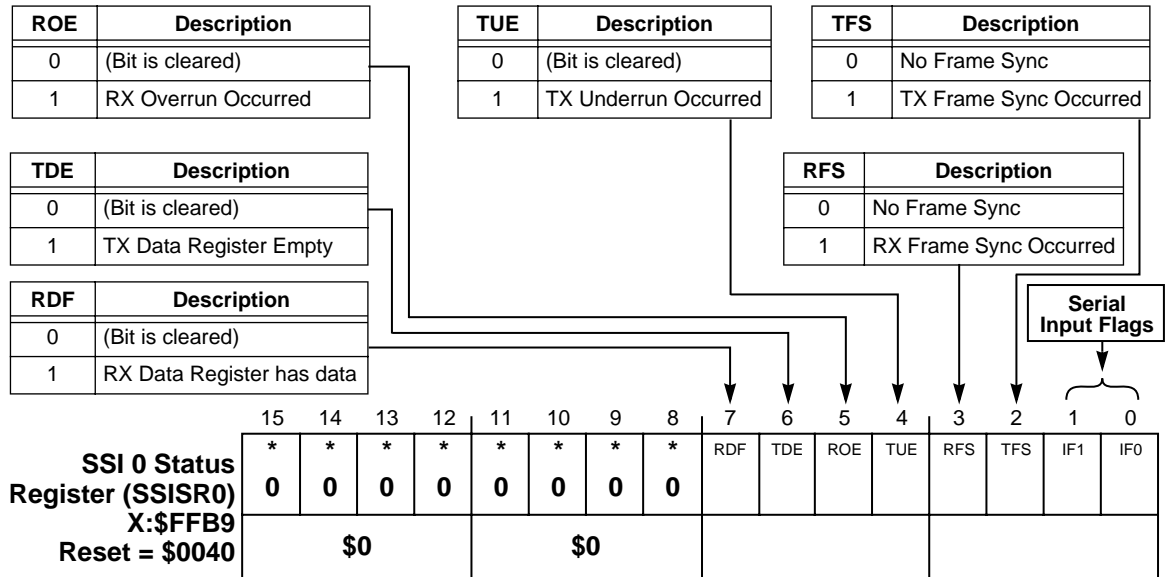 ROE Description
0 (Bit is cleared)
1 RX Overrun Occurred
TUE Description
0 (Bit is cleared)
1 TX Underrun Occurred
TFS Description
0 No Frame Sync
1 TX Frame Sync Occurred
TDE Description
0 (Bit is cleared)
1 TX Data Register Empty
RFS Description
0 No Frame Sync
1 RX Frame Sync Occurred
RDF Description
0 (Bit is cleared)
1 RX Data Register has data
Serial
Input Flags
15 14 13 12 11 10 9 8 7 6 5 4 3 2 1 0
* * * * * * * * RDF TDE ROE TUE RFS TFS IF1 IF0
0 0 0 0 0 0 0 0
SSI 0 Status
Register (SSISR0)
X:$FFB9
Reset = $0040
$0 $0